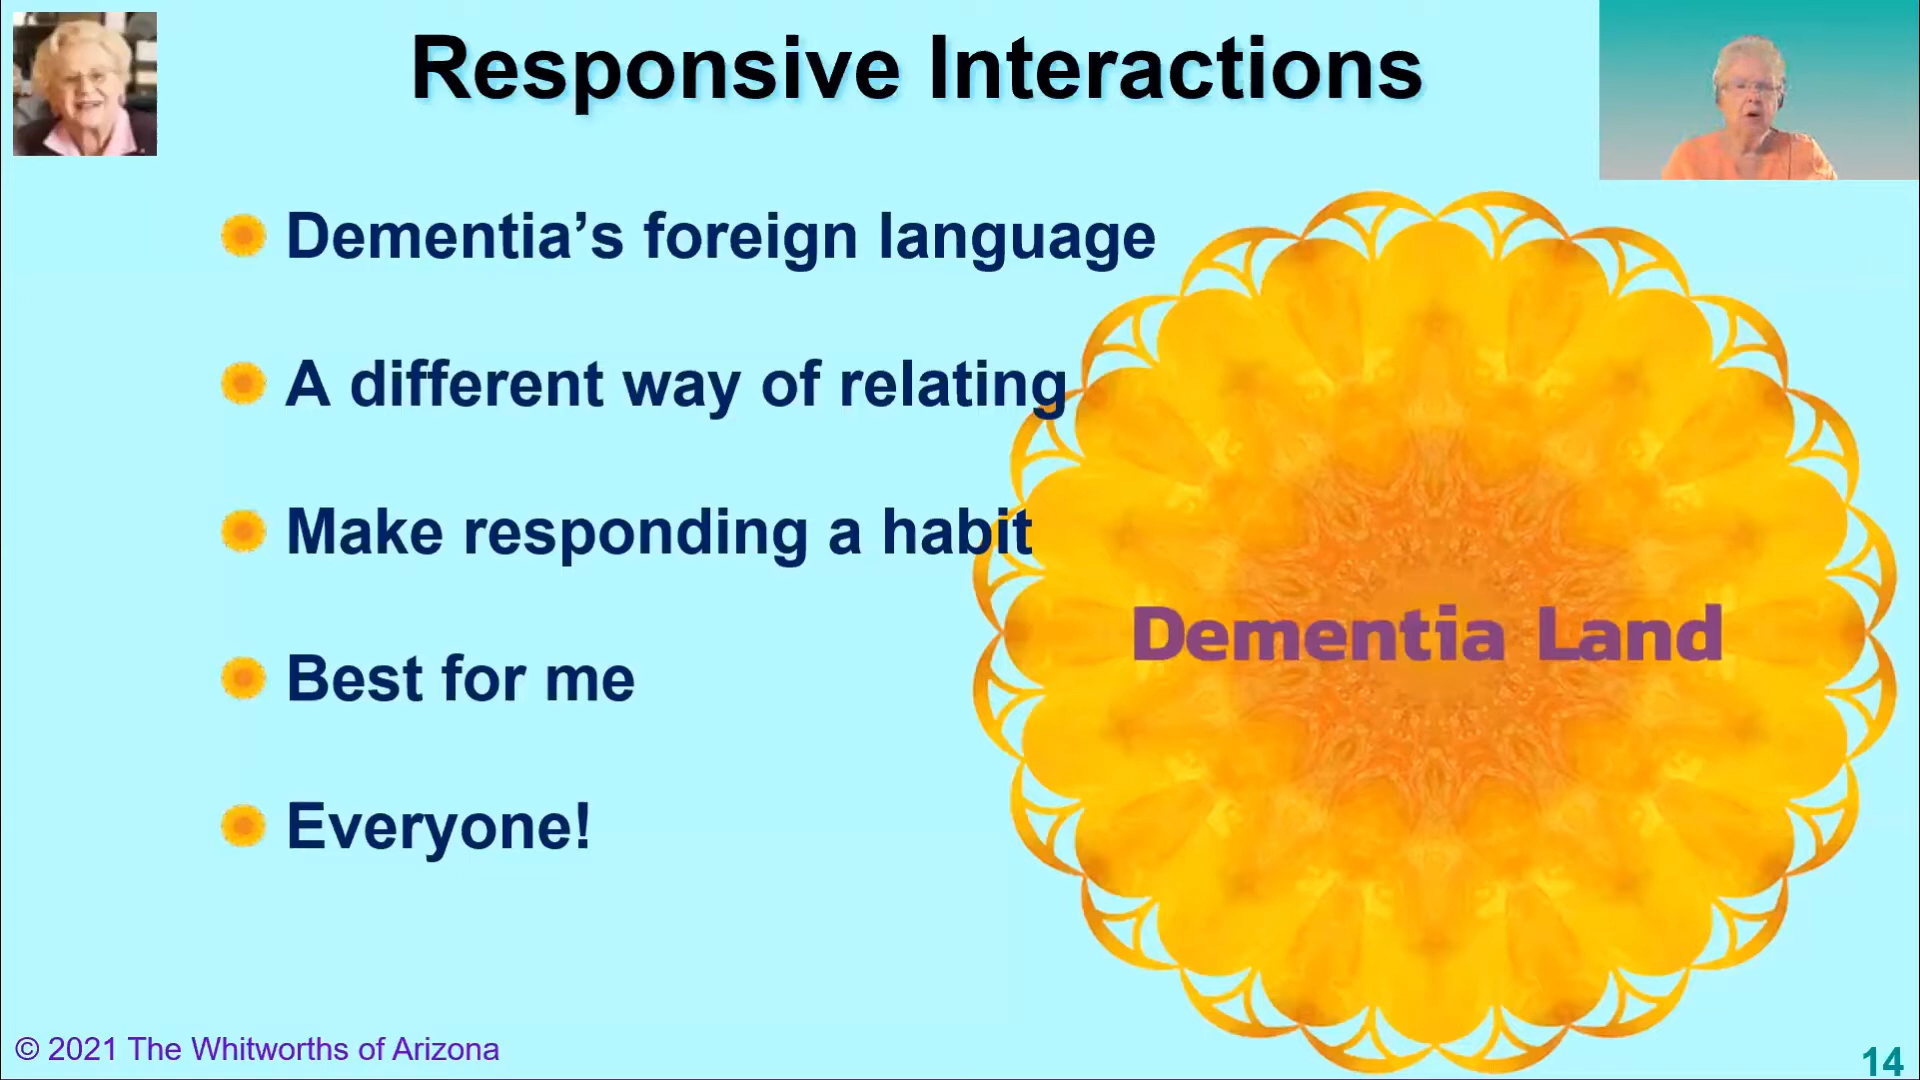 Responsive Interactions
Dementia’s foreign language
A different way of relating
Make responding a habit
Best for me
Everyone!
Dementia Land
© 2021 The Whitworths of Arizona
14